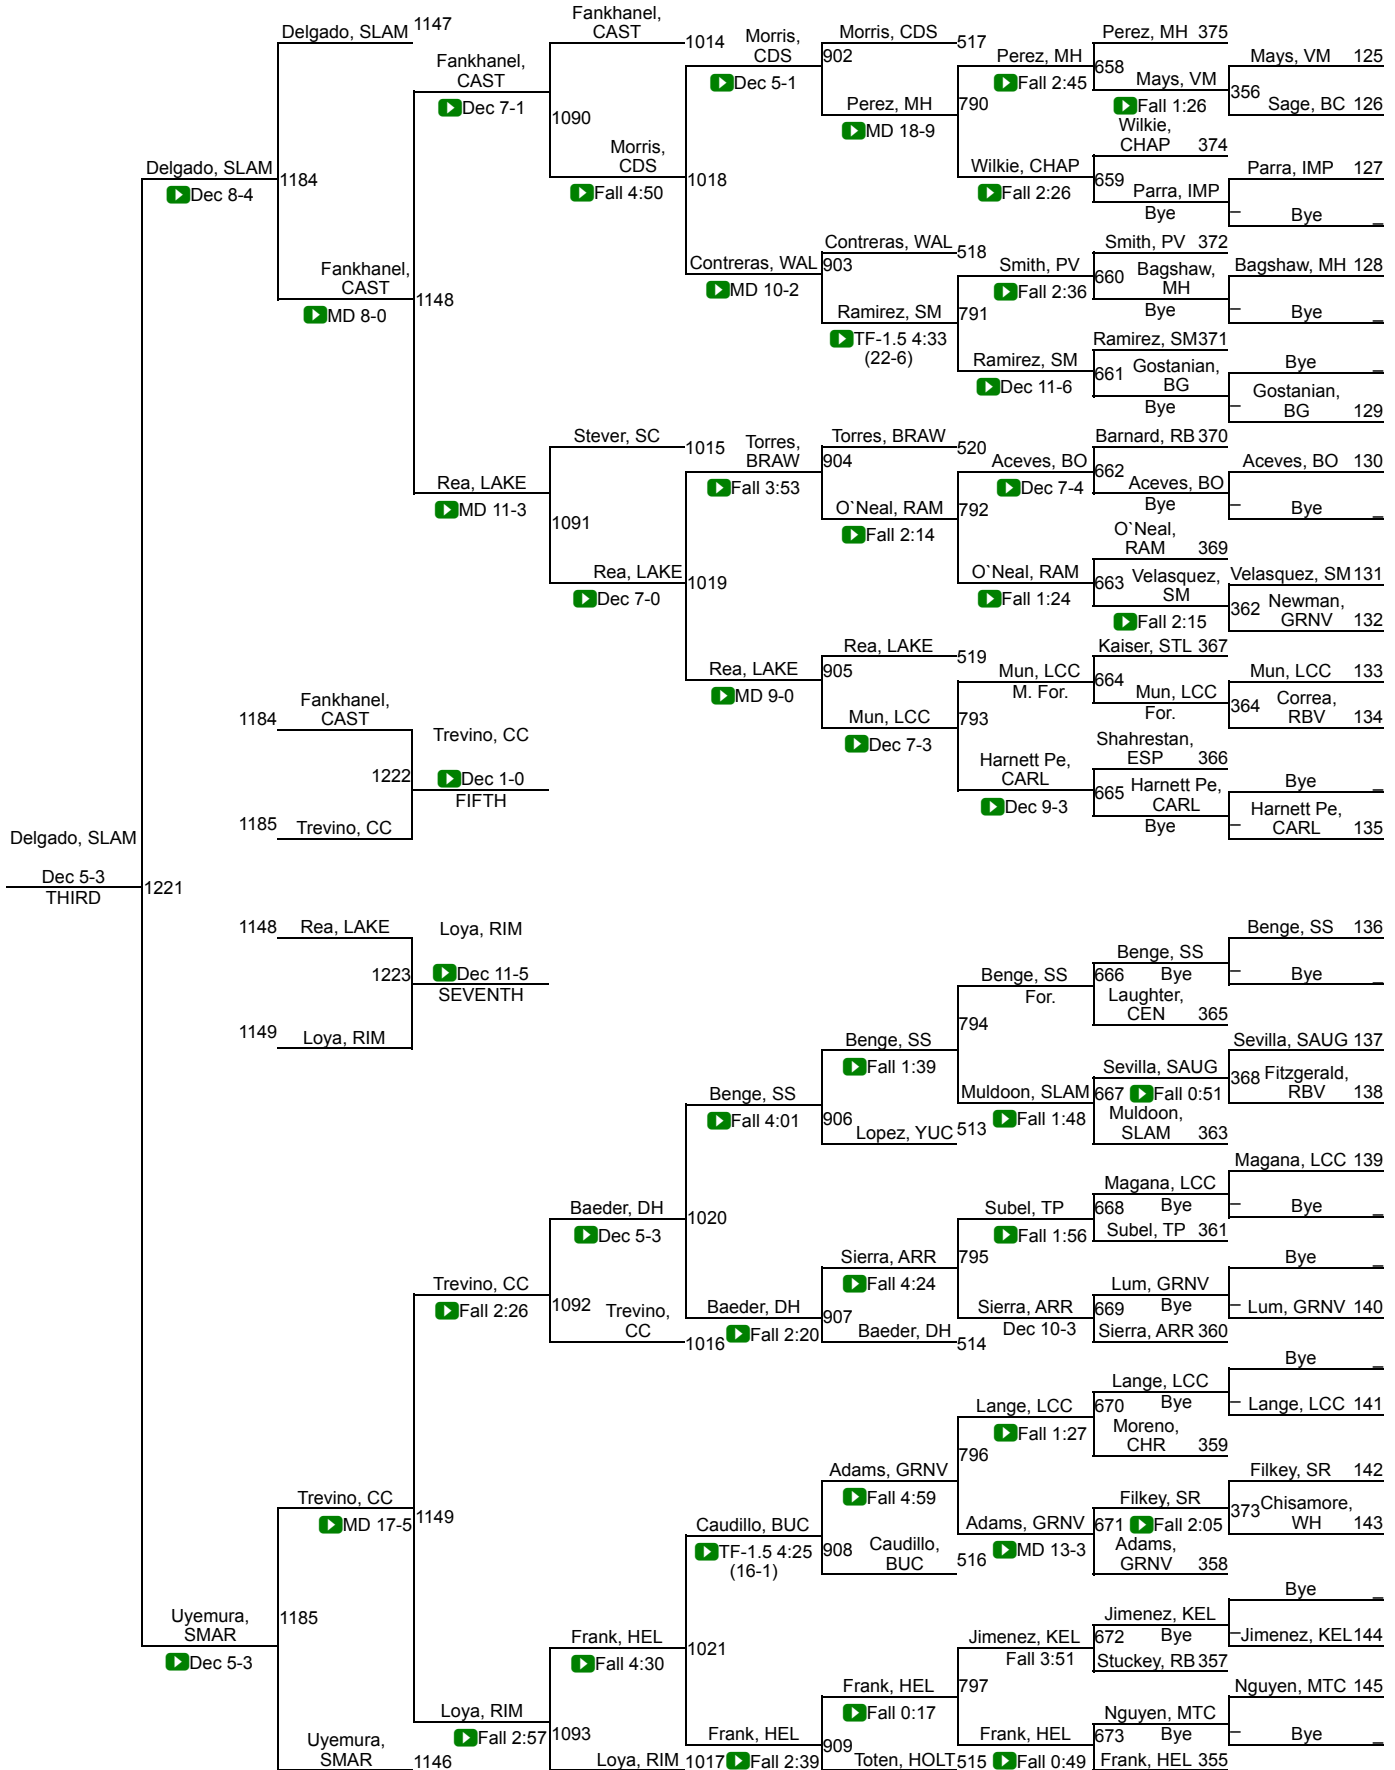 Delgado, SLAM 1147
Fankhanel,
CAST
1014
Morris,
CDS
Dec 5-1
Morris, CDS 517
902
Perez, MH
MD 18-9
Perez, MH
Fall 2:45
790
Perez, MH 375
658
Mays, VM
Fall 1:26
Mays, VM 125
356
Sage, BC 126
Fankhanel,
CAST
Dec 7-1
1090
Morris,
CDS
Fall 4:50
1018
Wilkie, CHAP
Fall 2:26
Wilkie,
CHAP 374
659
Parra, IMP
Bye
Parra, IMP 127
_ Bye _
Delgado, SLAM
Dec 8-4
1184
Fankhanel,
CAST
MD 8-0
1148
Contreras, WAL
MD 10-2
Contreras, WAL 518
903
Ramirez, SM
TF-1.5 4:33
(22-6)
Smith, PV
Fall 2:36
791
Ramirez, SM
Dec 11-6
Smith, PV 372
660
Bagshaw,
MH
Bye
Bagshaw, MH 128
_ Bye _
Ramirez, SM 371
661
Gostanian,
BG
Bye
Bye _
_ Gostanian,
BG 129
Rea, LAKE
MD 11-3
Stever, SC 1015
1091
Rea, LAKE
Dec 7-0
Torres,
BRAW
Fall 3:53
1019
Torres, BRAW 520
904
O`Neal, RAM
Fall 2:14
Aceves, BO
Dec 7-4
792
O`Neal, RAM
Fall 1:24
Barnard, RB 370
662
Aceves, BO
Bye
Aceves, BO 130
_ Bye _
O`Neal,
RAM 369
663
Velasquez,
SM
Fall 2:15
Velasquez, SM 131
362
Newman,
GRNV 132
Rea, LAKE
MD 9-0
Rea, LAKE 519
905
Mun, LCC
Dec 7-3
Mun, LCC
M. For.
793
Harnett Pe,
CARL
Dec 9-3
Kaiser, STL 367
664
Mun, LCC
For.
Mun, LCC 133
364
Correa,
RBV 134
Shahrestan,
ESP 366
665
Harnett Pe,
CARL
Bye
Bye _
_ Harnett Pe,
CARL 135
1184
Fankhanel,
CAST
1222
Trevino, CC
Dec 1-0
FIFTH
1185 Trevino, CC
Delgado, SLAM
Dec 5-3
THIRD
1221
1148 Rea, LAKE
1223
Loya, RIM
Dec 11-5
SEVENTH
1149 Loya, RIM
Benge, SS
Fall 4:01
Benge, SS
Fall 1:39
906
Lopez, YUC 513
Benge, SS
For.
794
Muldoon, SLAM
Fall 1:48
Benge, SS
666 Bye
Laughter,
CEN 365
Benge, SS 136
_ Bye _
Sevilla, SAUG
667 Fall 0:51
Muldoon,
SLAM 363
Sevilla, SAUG 137
368
Fitzgerald,
RBV 138
Trevino, CC
Fall 2:26
Baeder, DH
Dec 5-3
1092
Trevino,
CC
1016
1020
Baeder, DH
Fall 2:20
Sierra, ARR
Fall 4:24
907
Baeder, DH 514
Subel, TP
Fall 1:56
795
Sierra, ARR
Dec 10-3
Magana, LCC
668 Bye
Subel, TP 361
Magana, LCC 139
_ Bye _
Lum, GRNV
669 Bye
Sierra, ARR 360
Bye _
_ Lum, GRNV 140
Trevino, CC
MD 17-5
1149
Caudillo, BUC
TF-1.5 4:25
(16-1)
Adams, GRNV
Fall 4:59
908
Caudillo,
BUC 516
Lange, LCC
Fall 1:27
796
Adams, GRNV
MD 13-3
Lange, LCC
670 Bye
Moreno,
CHR 359
Bye _
_ Lange, LCC 141
Filkey, SR
671 Fall 2:05
Adams,
GRNV 358
Filkey, SR 142
373
Chisamore,
WH 143
Uyemura,
SMAR
Dec 5-3
1185
Uyemura,
SMAR
1146
Loya, RIM
Fall 2:57
Frank, HEL
Fall 4:30
1093
Loya, RIM 1017
1021
Frank, HEL
Fall 2:39
Frank, HEL
Fall 0:17
909
Toten, HOLT 515
Jimenez, KEL
Fall 3:51
797
Frank, HEL
Fall 0:49
Jimenez, KEL
672 Bye
Stuckey, RB 357
Bye _
_ Jimenez, KEL 144
Nguyen, MTC
673 Bye
Frank, HEL 355
Nguyen, MTC 145
_ Bye _